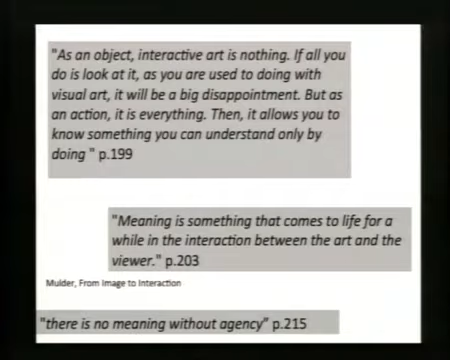 "As an object, interactive art is nothing. If all you
do is look at it, as you are used to doing with
visual art, it will be a big disappointment. But as
an action, it is everything. Then, it allows you to
know something you can understand only by
doing " p.199
"Meaning is something that comes to life for a
while in the interaction between the art and the
viewer." p.203
Mulder, From Image to Interaction
"there is no meaning without agency" p.215